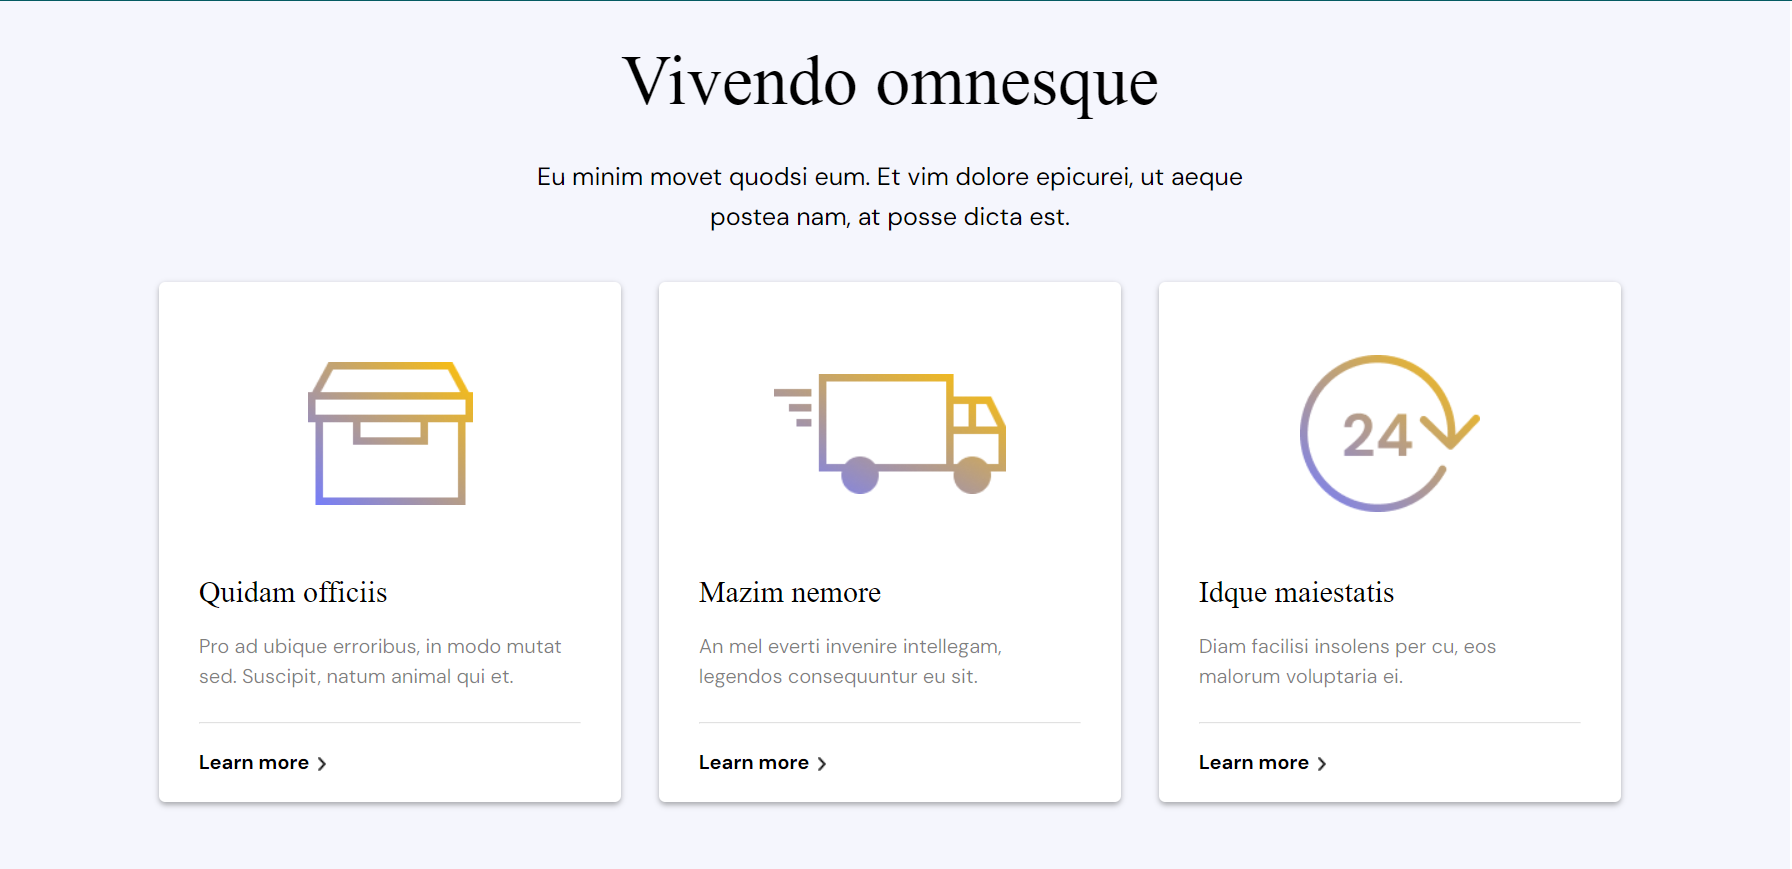 Vivendo omnesque
Eu minim movet quodsi eum. Et vim dolore epicurei, ut aeque
postea nam, at posse dicta est.
24
Quidam officiis
Pro ad ubique erroribus, in modo mutat
sed. Suscipit, natum animal qui et.
Learn more
Mazim nemore
An mel everti invenire intellegam,
legendos consequuntur eu sit.
Learn more
Idque maiestatis
Diam facilisi insolens per cu, eos
malorum voluptaria ei.
Learn more